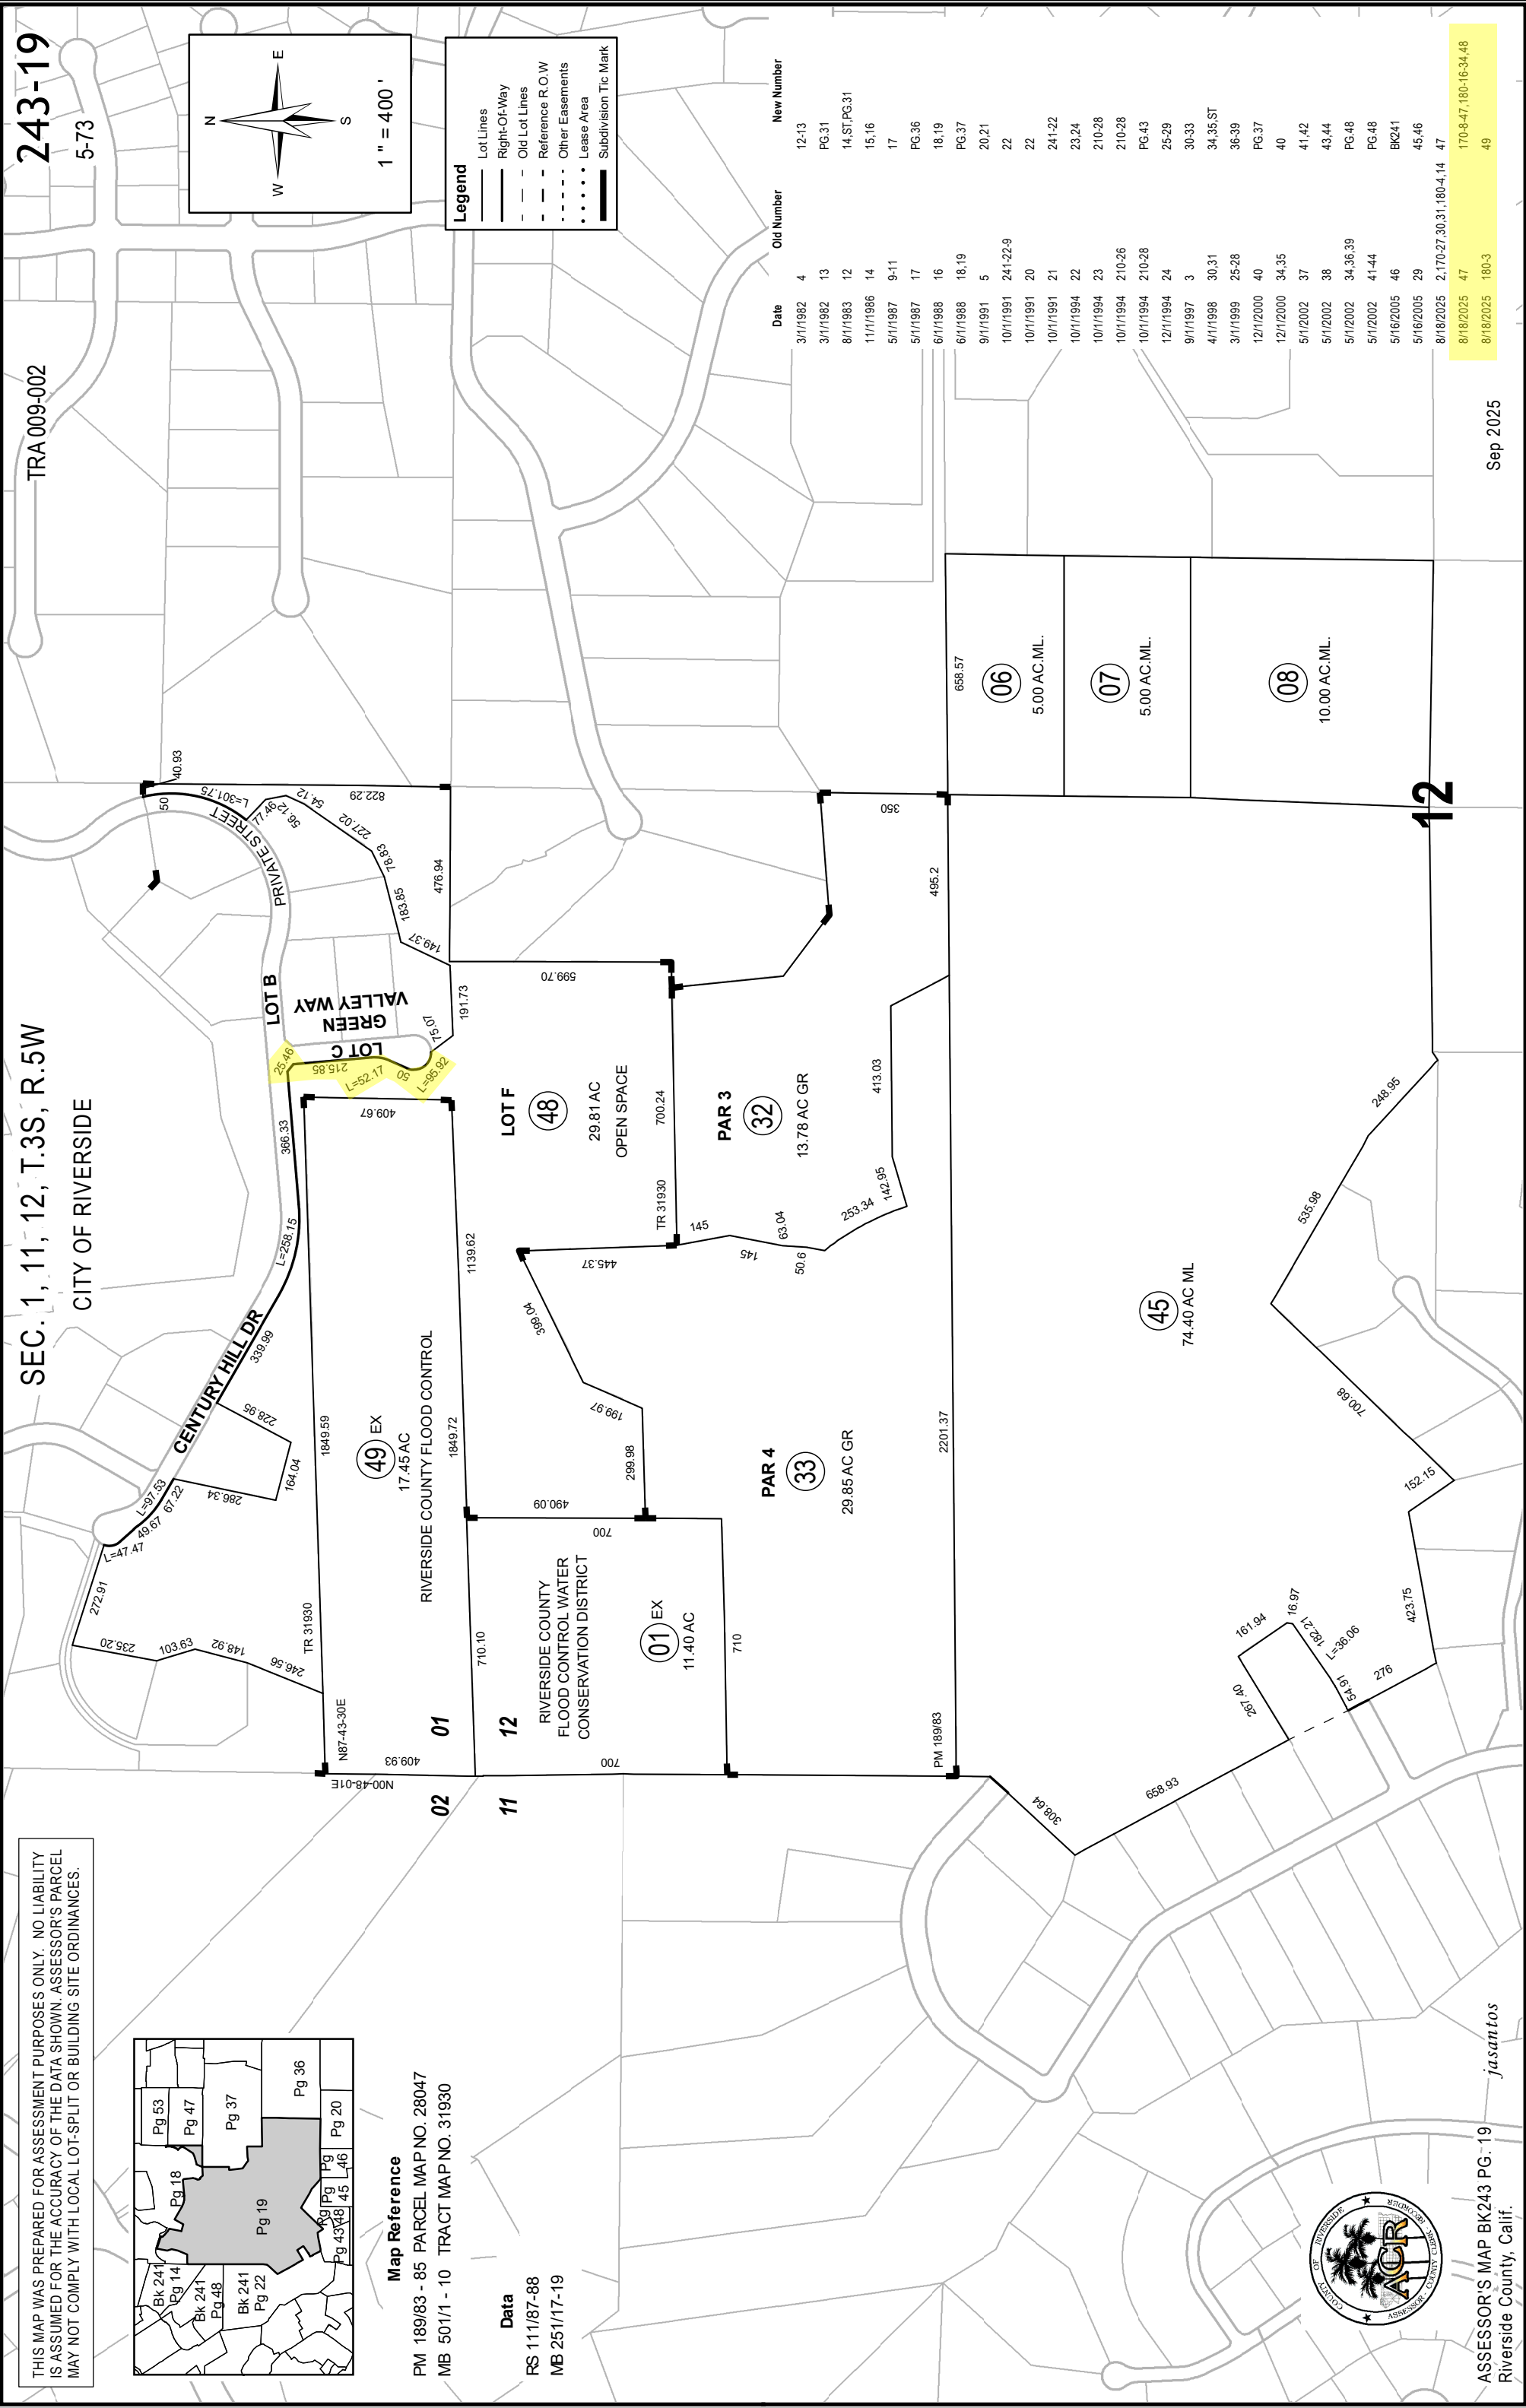 THIS MAP WAS PREPARED FOR ASSESSMENT PURPOSES ONLY. NO LIABILITY
IS ASSUMED FOR THE ACCURACY OF THE DATA SHOWN. ASSESSOR'S PARCEL
MAY NOT COMPLY WITH LOCAL LOT-SPLIT OR BUILDING SITE ORDINANCES.
SEC. 1, 11, 12, T.3S, R.5W
CITY OF RIVERSIDE
TRA 009-002
243-19
5-73
N
W
E
S
1 " = 400 '
Legend
Lot Lines
Right-Of-Way
Old Lot Lines
Reference R.O.W
Other Easements
Lease Area
Subdivision Tic Mark
Bk 241
Pg 14
Bk 241
Pg 48
Bk 241
Pg 22
Pg 18
Pg 19
Pg 53
Pg 47
Pg 37
Pg 36
Pg 20
Pg
46
Pg
45
Pg
48
Pg 43
Map Reference
PM 189/83 - 85 PARCEL MAP NO. 28047
MB 501/1 - 10 TRACT MAP NO. 31930
Data
RS 111/87-88
MB 251/17-19
272.91
235.20
103.63
148.92
246.56
L=47.47
49.67
L=97.53
67.22
286.34
164.04
228.95
CENTURY HILL DR
339.99
L=258.15
366.33
25.46
215.85
L=52.17
50
L=95.92
75.07
LOT B
LOT C
GREEN
VALLEY WAY
PRIVATE STREET
50
L=301.75
40.93
77.46
56.12
54.12
227.02
78.83
183.85
149.37
822.29
476.94
191.73
TR 31930
N87-43-30E
1849.59
409.67
49 EX
17.45 AC
RIVERSIDE COUNTY FLOOD CONTROL
409.93
N00-48-01E
02
01
11
12
710.10
1849.72
1139.62
RIVERSIDE COUNTY
FLOOD CONTROL WATER
CONSERVATION DISTRICT
01 EX
11.40 AC
700
700
710
490.09
299.98
199.97
399.04
445.37
LOT F
48
29.81 AC
OPEN SPACE
599.70
700.24
TR 31930
PAR 3
32
13.78 AC GR
145
145
63.04
50.6
253.34
142.95
413.03
350
495.2
PAR 4
33
29.85 AC GR
PM 189/83
2201.37
658.57
06
5.00 AC.ML.
07
5.00 AC.ML.
08
10.00 AC.ML.
12
45
74.40 AC ML
308.64
658.93
267.40
161.94
16.97
182.21
L=36.06
54.91
276
423.75
152.15
700.68
535.98
248.95
Date Old Number New Number
3/1/1982 4 12-13
3/1/1982 13 PG.31
8/1/1983 12 14,ST,PG.31
11/1/1986 14 15,16
5/1/1987 9-11 17
5/1/1987 17 PG.36
6/1/1988 16 18,19
6/1/1988 18,19 PG.37
9/1/1991 5 20,21
10/1/1991 241-22-9 22
10/1/1991 20 22
10/1/1991 21 241-22
10/1/1994 22 23,24
10/1/1994 23 210-28
10/1/1994 210-26 210-28
10/1/1994 210-28 PG.43
12/1/1994 24 25-29
9/1/1997 3 30-33
4/1/1998 30,31 34,35,ST
3/1/1999 25-28 36-39
12/1/2000 40 PG.37
12/1/2000 34,35 40
5/1/2002 37 41,42
5/1/2002 38 43,44
5/1/2002 34,36,39 PG.48
5/1/2002 41-44 PG.48
5/16/2005 46 BK241
5/16/2005 29 45,46
8/18/2025 2,170-27,30,31,180-4,14 47
8/18/2025 47 170-8-47,180-16-34,48
8/18/2025 180-3 49
Sep 2025
COUNTY OF RIVERSIDE
ACR
ASSESSOR - COUNTY CLERK - RECORDER
ASSESSOR'S MAP BK243 PG. 19
Riverside County, Calif.
jasantos